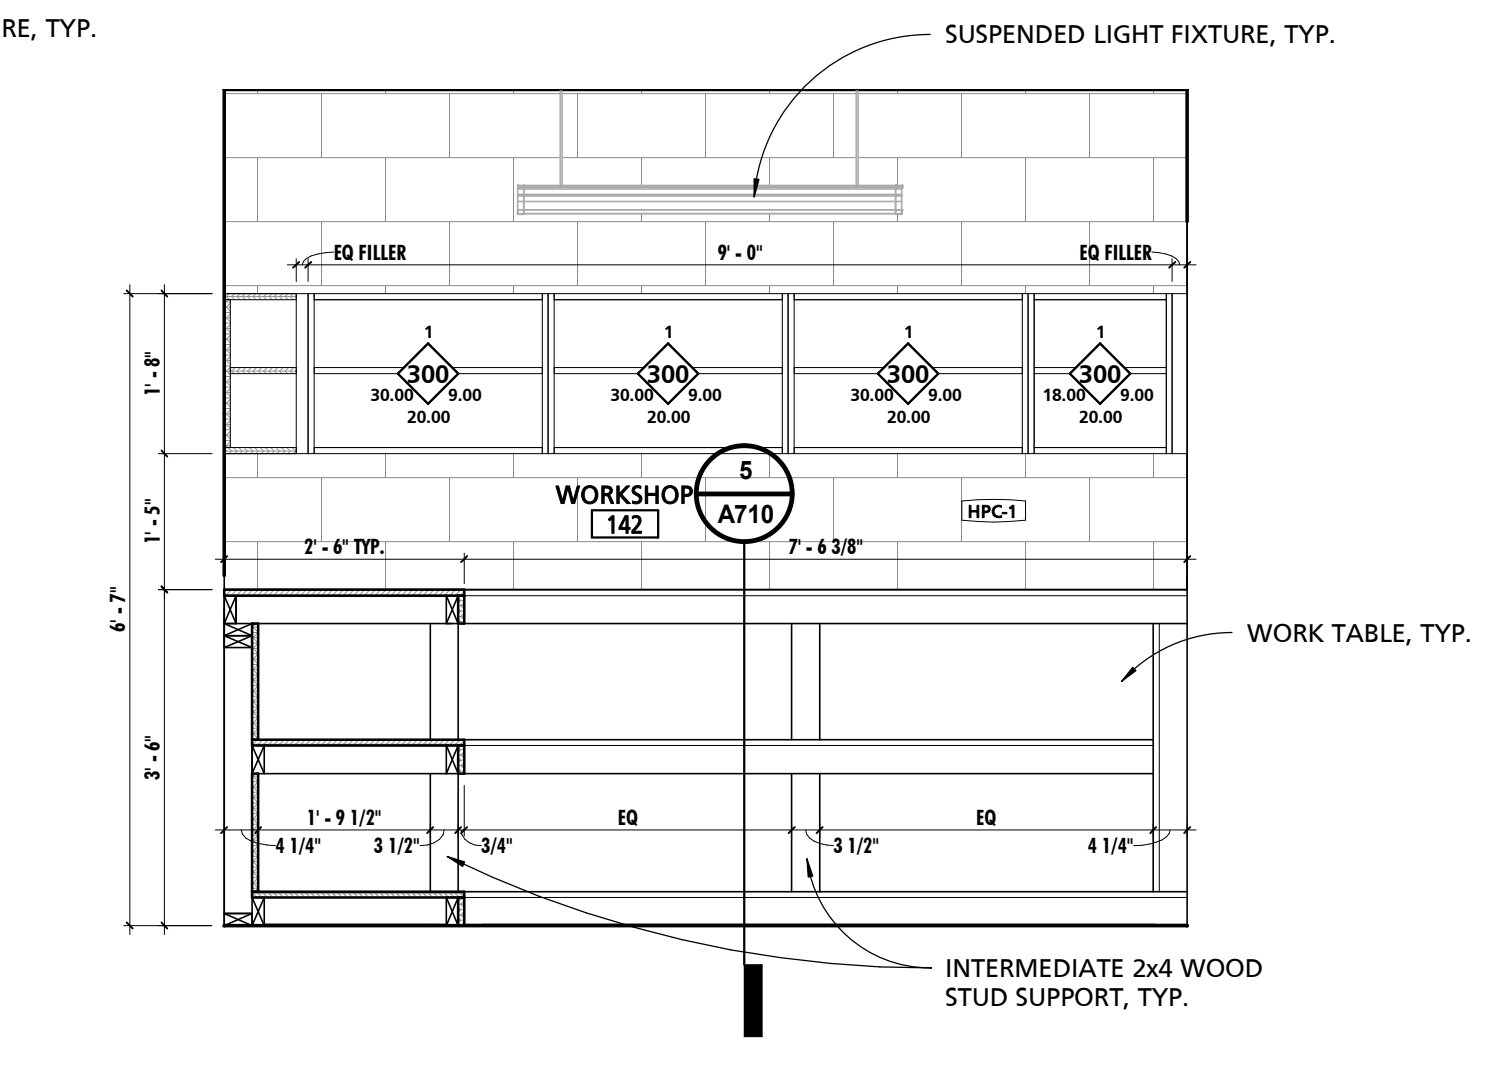 RE, TYP.
SUSPENDED LIGHT FIXTURE, TYP.
EQ FILLER
9' - 0"
EQ FILLER
1' - 8"
1
300
30.00
9.00
20.00
1
300
30.00
9.00
20.00
1
300
30.00
9.00
20.00
1
300
18.00
9.00
20.00
1' - 5"
WORKSHOP
142
5
A710
HPC-1
2' - 6" TYP.
7' - 6 3/8"
6' - 7"
WORK TABLE, TYP.
3' - 6"
1' - 9 1/2"
EQ
EQ
4 1/4"
3 1/2"
3/4"
3 1/2"
4 1/4"
INTERMEDIATE 2x4 WOOD
STUD SUPPORT, TYP.